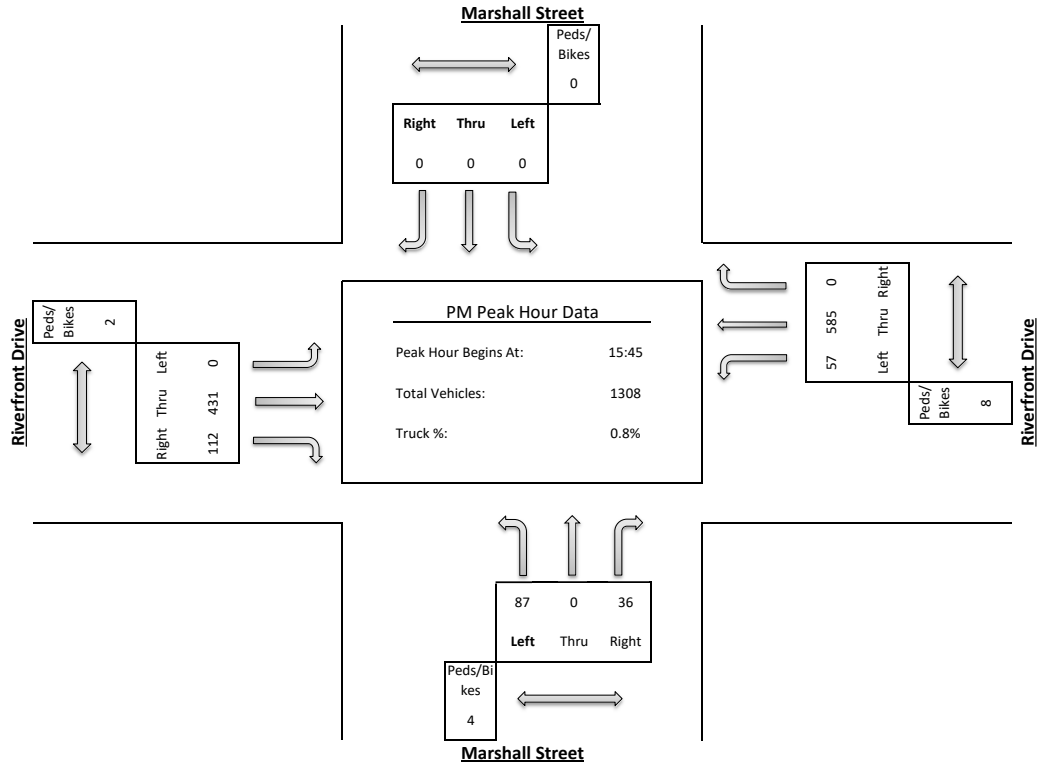 Marshall Street
Peds/
Bikes
0
Right Thru Left
0 0 0
Riverfront Drive
Peds/
Bikes
2
Right Thru Left
112 431 0
PM Peak Hour Data
Peak Hour Begins At: 15:45
Total Vehicles: 1308
Truck %: 0.8%
57 585 0
Left Thru Right
Peds/
Bikes
8
Riverfront Drive
87 0 36
Left Thru Right
Peds/Bi
kes
4
Marshall Street